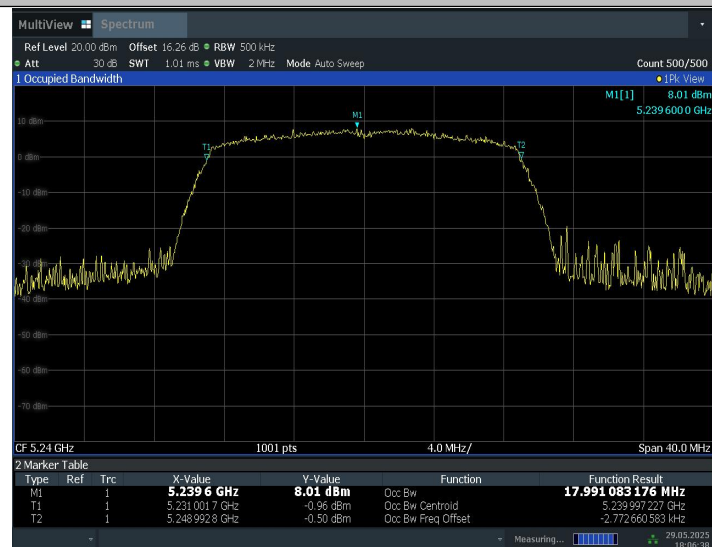 MultiView Spectrum
Ref Level 20.00 dBm Offset 16.26 dB RBW 500 kHz
Att 30 dB SWT 1.01 ms VBW 2 MHz Mode Auto Sweep Count 500/500
1 Occupied Bandwidth 1Pk View
M1[1] 8.01 dBm
5.239 600 0 GHz
M1
10 dBm
T1 T2
0 dBm
-10 dBm
-20 dBm
-30 dBm
-40 dBm
-50 dBm
-60 dBm
-70 dBm
CF 5.24 GHz 1001 pts 4.0 MHz/ Span 40.0 MHz
2 Marker Table
Type Ref Trc X-Value Y-Value Function Function Result
M1 1 5.239 6 GHz 8.01 dBm Occ Bw 17.991 083 176 MHz
T1 1 5.231 001 7 GHz -0.96 dBm Occ Bw Centroid 5.239 997 227 GHz
T2 1 5.248 992 8 GHz -0.50 dBm Occ Bw Freq Offset -2.772 660 583 kHz
Measuring... 29.05.2025
18:06:38